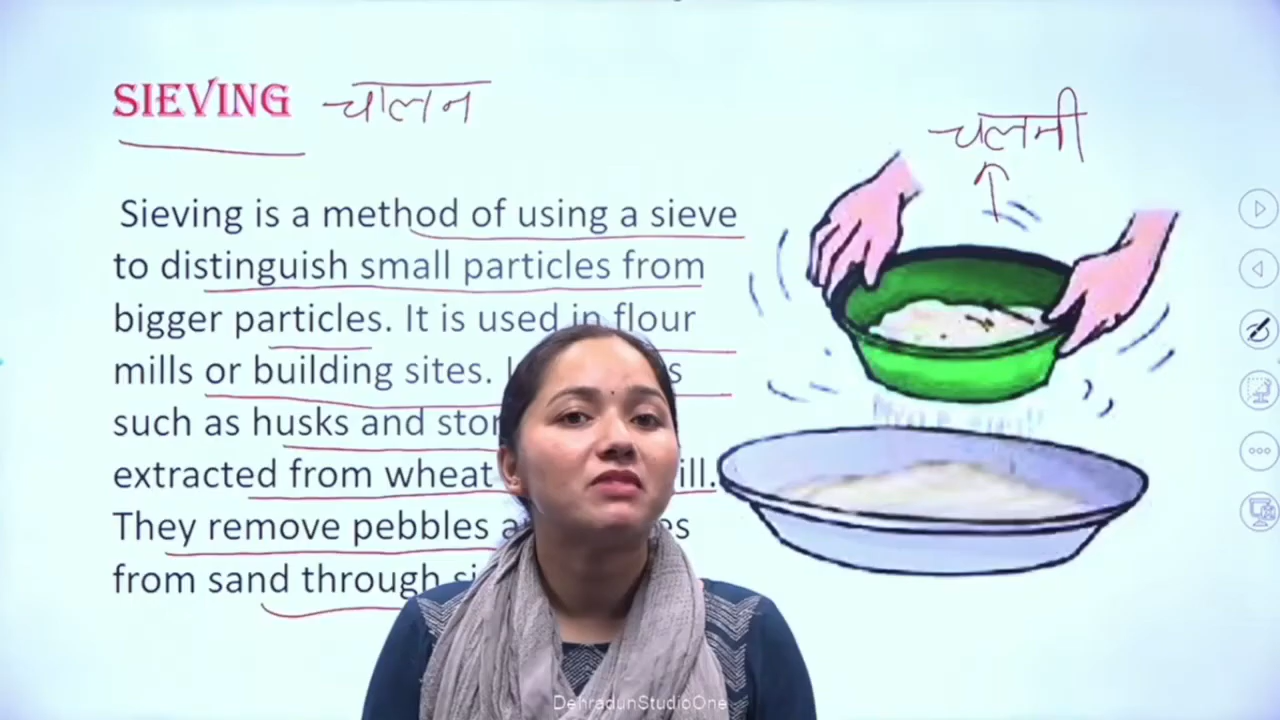 SIEVING चालन
चलनी
Sieving is a method of using a sieve
to distinguish small particles from
bigger particles. It is used in flour
mills or building sites.
such as husks and
extracted from wheat
They remove pebbles
from sand through
DehradunStudioOne